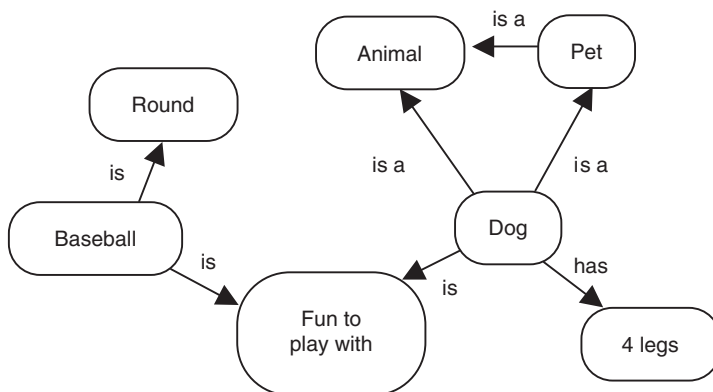 is a
Animal
Pet
Round
is
is a
is a
Baseball
Dog
is
is
has
Fun to
play with
4 legs